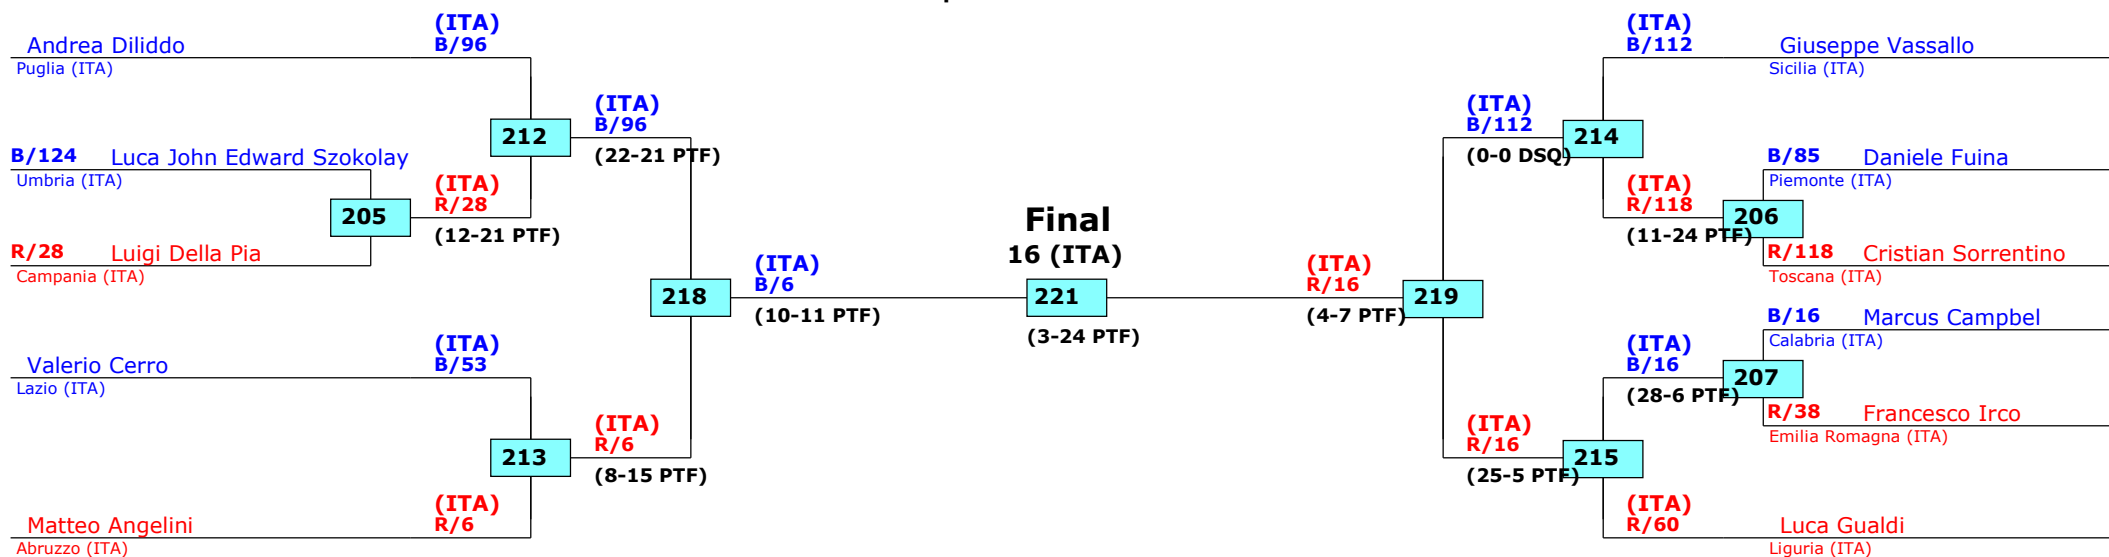 (ITA)
B/96
Andrea Diliddo
Puglia (ITA)
212
(ITA)
B/96
(22-21 PTF)
B/124 Luca John Edward Szokolay
Umbria (ITA)
205
(ITA)
R/28
(12-21 PTF)
R/28 Luigi Della Pia
Campania (ITA)
218
(ITA)
B/6
(10-11 PTF)
Valerio Cerro
Lazio (ITA)
(ITA)
B/53
213
(ITA)
R/6
(8-15 PTF)
(ITA)
R/6
Matteo Angelini
Abruzzo (ITA)
Final
16 (ITA)
221
(3-24 PTF)
(ITA)
R/16
(4-7 PTF)
219
(ITA)
B/112
(0-0 DSQ)
214
(ITA)
B/112
Giuseppe Vassallo
Sicilia (ITA)
B/85 Daniele Fuina
Piemonte (ITA)
(ITA)
R/118
(11-24 PTF)
206
R/118 Cristian Sorrentino
Toscana (ITA)
B/16 Marcus Campbel
Calabria (ITA)
(ITA)
B/16
(28-6 PTF)
207
R/38 Francesco Irco
Emilia Romagna (ITA)
(ITA)
R/16
(25-5 PTF)
215
(ITA)
R/60
Luca Gualdi
Liguria (ITA)